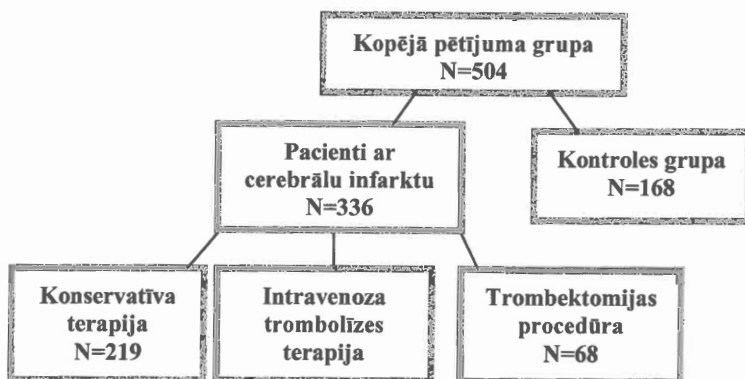 Kopējā pētījuma grupa
N=504
Pacienti ar
cerebrālu infarktu
N=336
Kontroles grupa
N=168
Konservatīva
terapija
N=219
Intravenoza
trombolīzes
terapija
Trombektomijas
procedūra
N=68